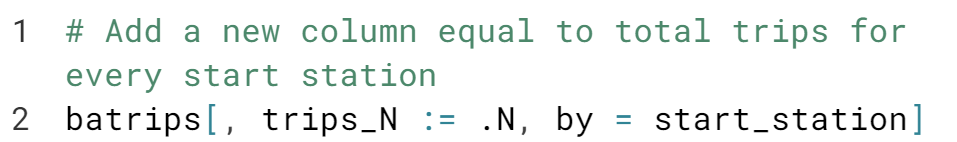 1 # Add a new column equal to total trips for
every start station
2 batrips[, trips_N := .N, by = start_station]